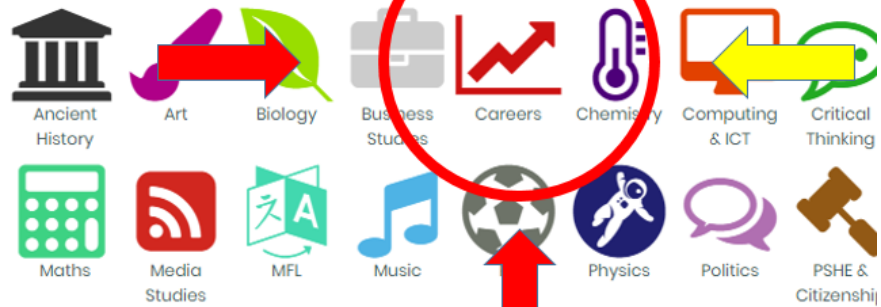 Ancient
History
Art
Biology
Business
Studies
Careers
Chemistry
Computing
& ICT
Critical
Thinking
Maths
Media
Studies
MFL
Music
Physics
Politics
PSHE &
Citizenship